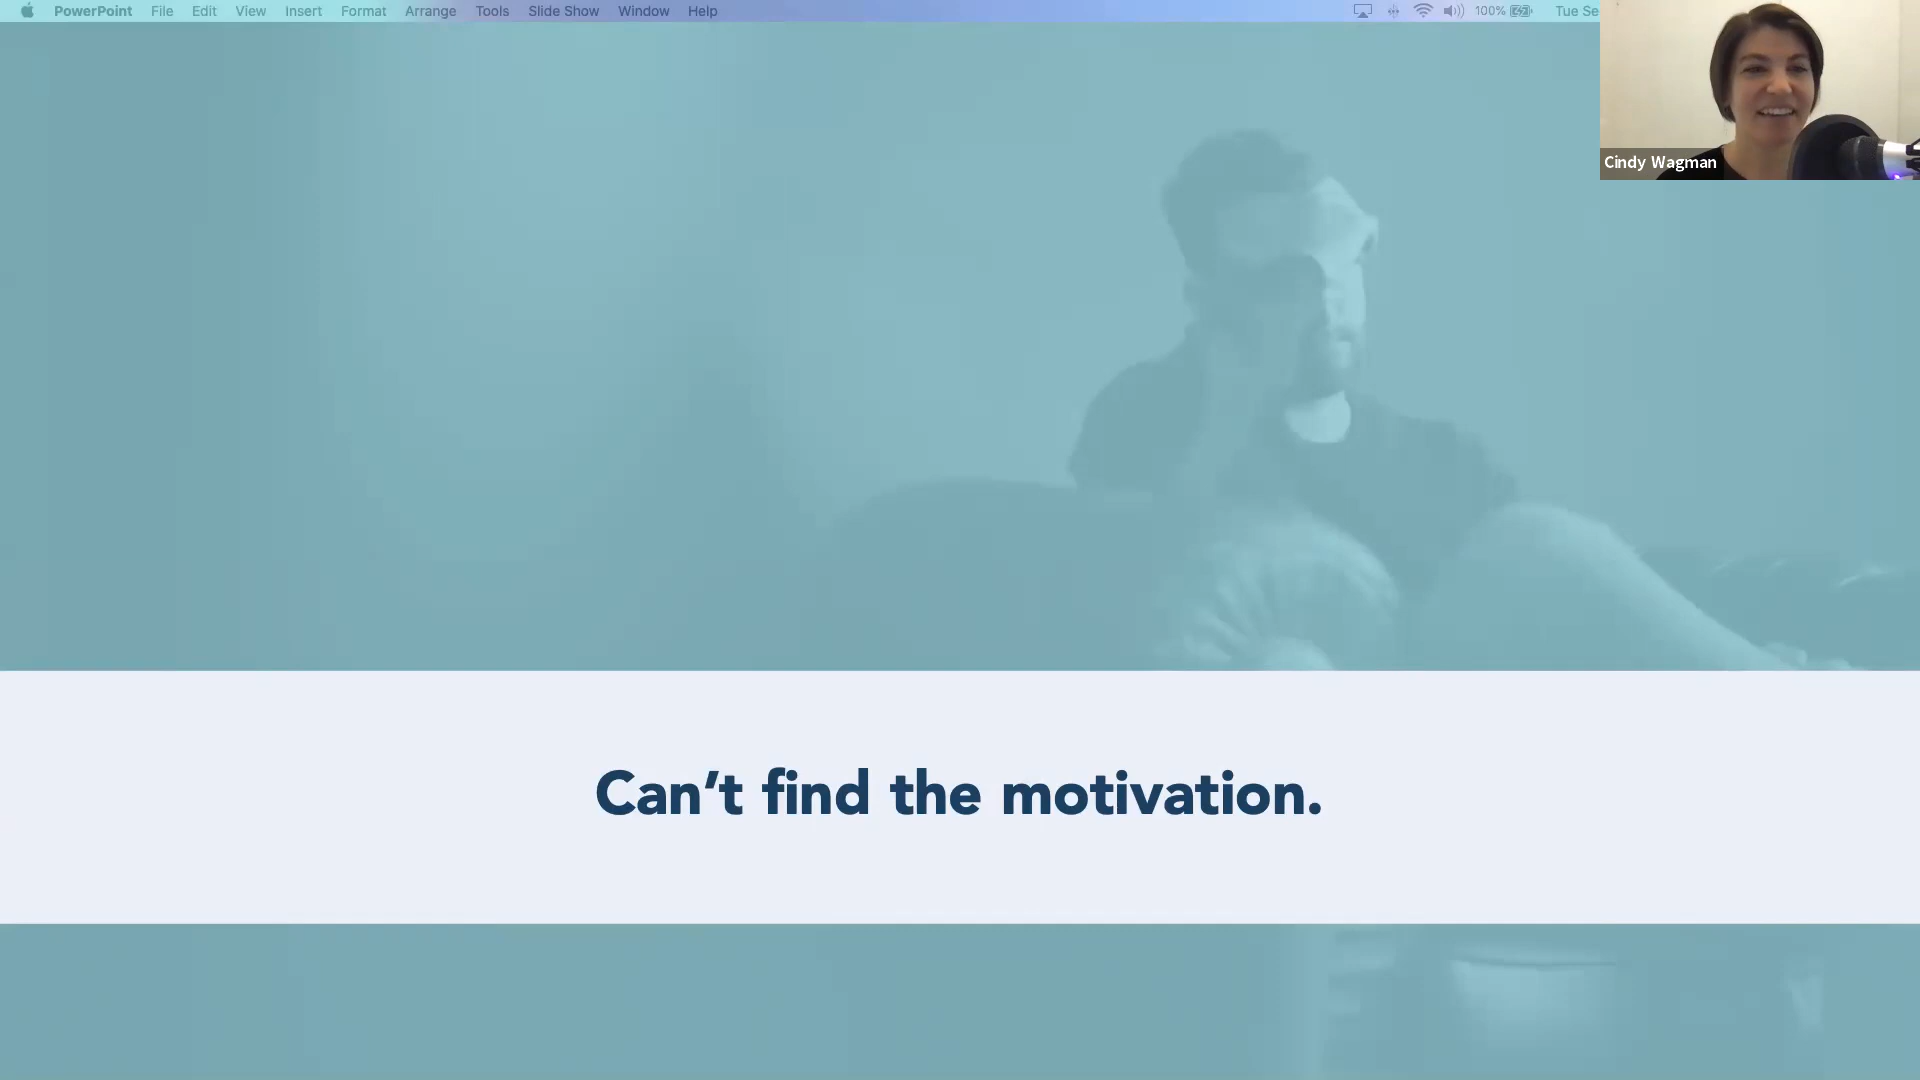 PowerPoint File Edit View Insert Format Arrange Tools Slide Show Window Help 100% Tue Se
Cindy Wagman
Can’t find the motivation.